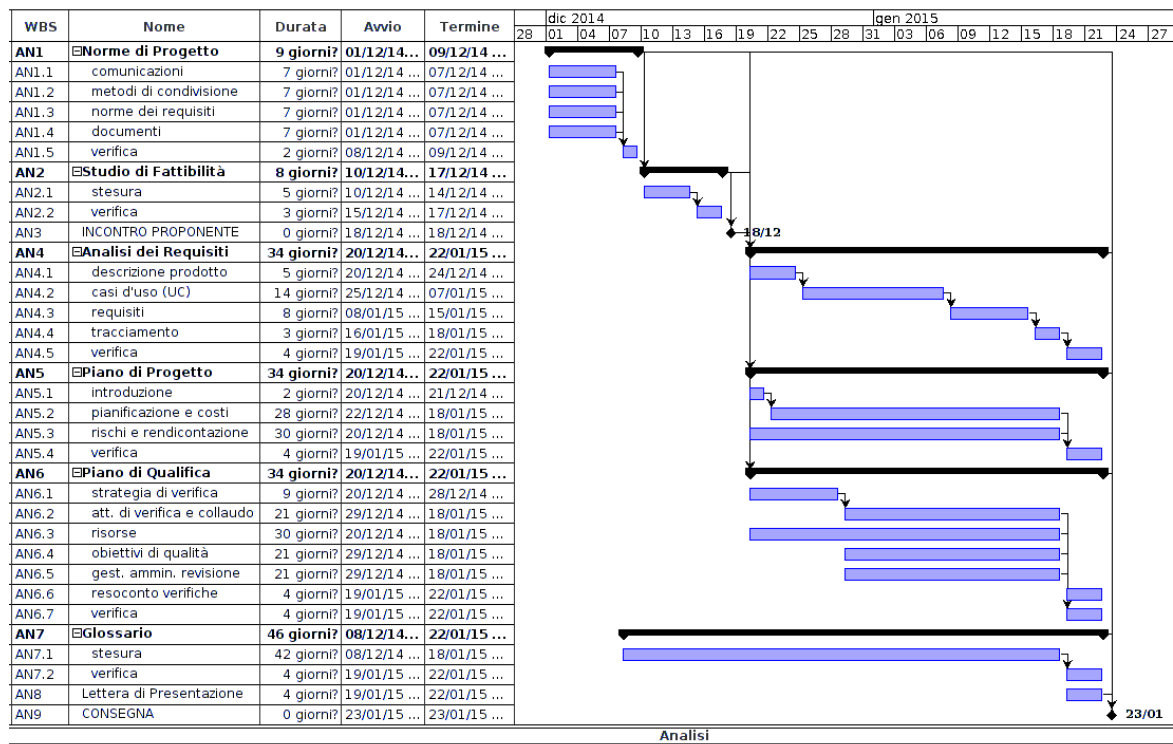 WBS Nome Durata Avvio Termine
dic 2014 gen 2015
28 01 04 07 10 13 16 19 22 25 28 31 03 06 09 12 15 18 21 24 27
AN1 Norme di Progetto 9 giorni? 01/12/14... 09/12/14 ...
AN1.1 comunicazioni 7 giorni? 01/12/14 ... 07/12/14 ...
AN1.2 metodi di condivisione 7 giorni? 01/12/14 ... 07/12/14 ...
AN1.3 norme dei requisiti 7 giorni? 01/12/14 ... 07/12/14 ...
AN1.4 documenti 7 giorni? 01/12/14 ... 07/12/14 ...
AN1.5 verifica 2 giorni? 08/12/14 ... 09/12/14 ...
AN2 Studio di Fattibilità 8 giorni? 10/12/14... 17/12/14 ...
AN2.1 stesura 5 giorni? 10/12/14 ... 14/12/14 ...
AN2.2 verifica 3 giorni? 15/12/14 ... 17/12/14 ...
AN3 INCONTRO PROPONENTE 0 giorni? 18/12/14 ... 18/12/14 ... 18/12
AN4 Analisi dei Requisiti 34 giorni? 20/12/14... 22/01/15 ...
AN4.1 descrizione prodotto 5 giorni? 20/12/14 ... 24/12/14 ...
AN4.2 casi d'uso (UC) 14 giorni? 25/12/14 ... 07/01/15 ...
AN4.3 requisiti 8 giorni? 08/01/15 ... 15/01/15 ...
AN4.4 tracciamento 3 giorni? 16/01/15 ... 18/01/15 ...
AN4.5 verifica 4 giorni? 19/01/15 ... 22/01/15 ...
AN5 Piano di Progetto 34 giorni? 20/12/14... 22/01/15 ...
AN5.1 introduzione 2 giorni? 20/12/14 ... 21/12/14 ...
AN5.2 pianificazione e costi 28 giorni? 22/12/14 ... 18/01/15 ...
AN5.3 rischi e rendicontazione 30 giorni? 20/12/14 ... 18/01/15 ...
AN5.4 verifica 4 giorni? 19/01/15 ... 22/01/15 ...
AN6 Piano di Qualifica 34 giorni? 20/12/14... 22/01/15 ...
AN6.1 strategia di verifica 9 giorni? 20/12/14 ... 28/12/14 ...
AN6.2 att. di verifica e collaudo 21 giorni? 29/12/14 ... 18/01/15 ...
AN6.3 risorse 30 giorni? 20/12/14 ... 18/01/15 ...
AN6.4 obiettivi di qualità 21 giorni? 29/12/14 ... 18/01/15 ...
AN6.5 gest. ammin. revisione 21 giorni? 29/12/14 ... 18/01/15 ...
AN6.6 resoconto verifiche 4 giorni? 19/01/15 ... 22/01/15 ...
AN6.7 verifica 4 giorni? 19/01/15 ... 22/01/15 ...
AN7 Glossario 46 giorni? 08/12/14... 22/01/15 ...
AN7.1 stesura 42 giorni? 08/12/14 ... 18/01/15 ...
AN7.2 verifica 4 giorni? 19/01/15 ... 22/01/15 ...
AN8 Lettera di Presentazione 4 giorni? 19/01/15 ... 22/01/15 ...
AN9 CONSEGNA 0 giorni? 23/01/15 ... 23/01/15 ... 23/01
Analisi